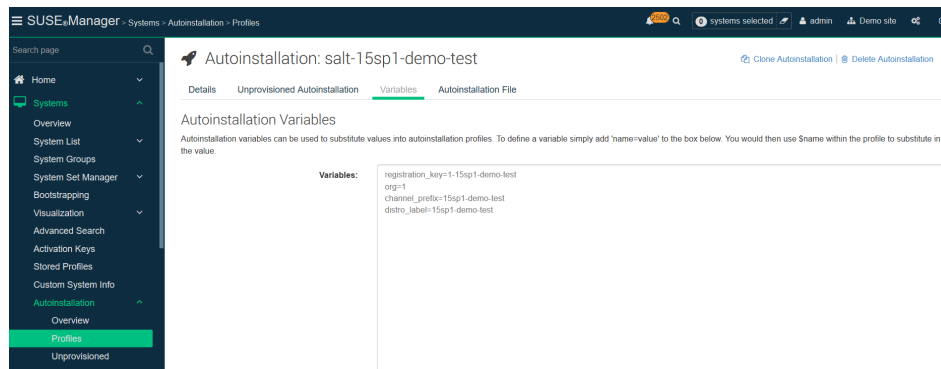 SUSE®Manager > Systems > Autoinstallation > Profiles
2500
0 systems selected
admin
Demo site
Search page
Home
Systems
Overview
System List
System Groups
System Set Manager
Bootstrapping
Visualization
Advanced Search
Activation Keys
Stored Profiles
Custom System Info
Autoinstallation
Overview
Profiles
Unprovisioned
Autoinstallation: salt-15sp1-demo-test
Clone Autoinstallation | Delete Autoinstallation
Details Unprovisioned Autoinstallation Variables Autoinstallation File
Autoinstallation Variables
Autoinstallation variables can be used to substitute values into autoinstallation profiles. To define a variable simply add 'name=value' to the box below. You would then use $name within the profile to substitute in
the value.
Variables:
registration_key=1-15sp1-demo-test
org=1
channel_prefix=15sp1-demo-test
distro_label=15sp1-demo-test